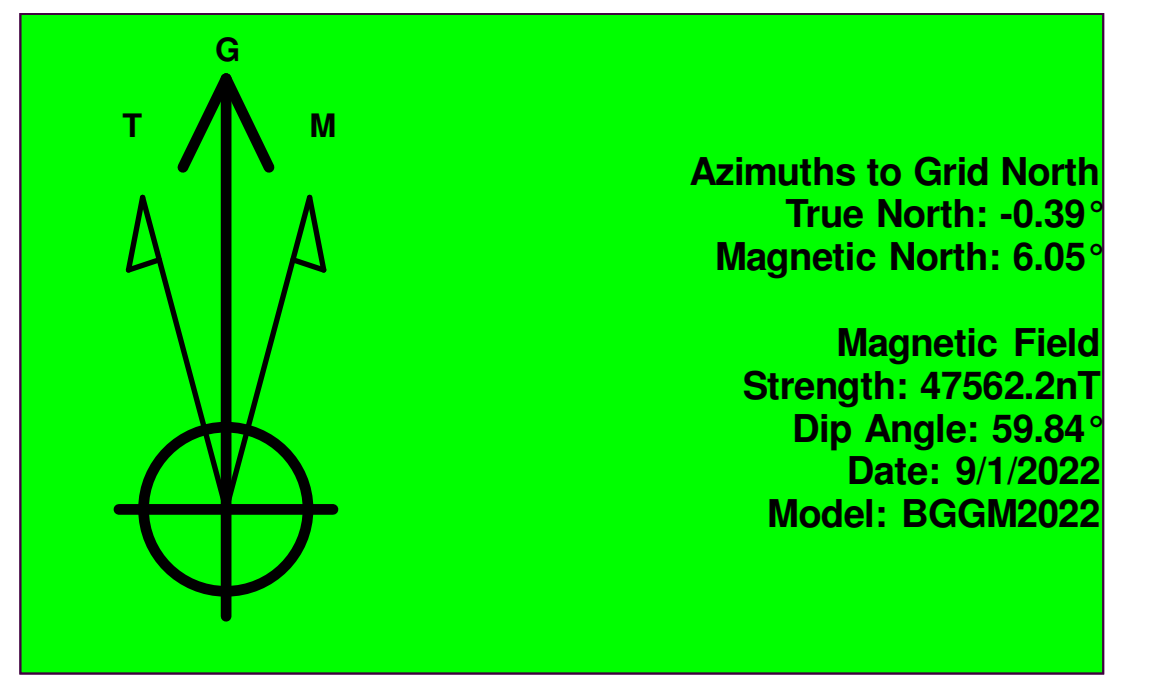 G
T
M
Azimuths to Grid North
True North: -0.39°
Magnetic North: 6.05°
Magnetic Field
Strength: 47562.2nT
Dip Angle: 59.84°
Date: 9/1/2022
Model: BGGM2022